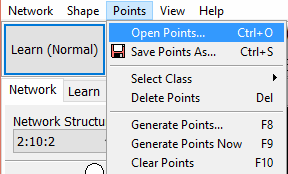 Network Shape Points View Help
Learn (Normal)
Open Points... Ctrl+O
Save Points As... Ctrl+S
Select Class
Delete Points Del
Generate Points... F8
Generate Points Now F9
Clear Points F10
Network Learn
Network Structu
2:10:2